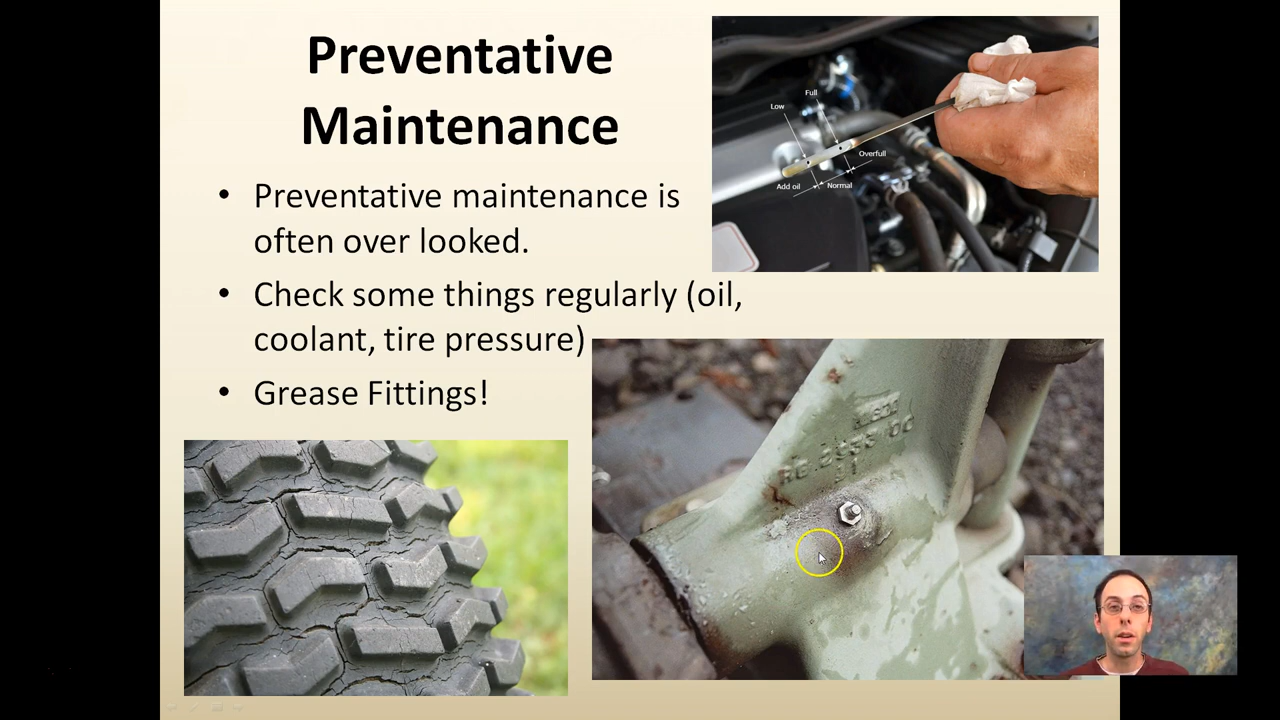 Preventative
Maintenance
• Preventative maintenance is
often over looked.
• Check some things regularly (oil,
coolant, tire pressure)
• Grease Fittings!
Full
Low
Overfull
Add oil
Normal